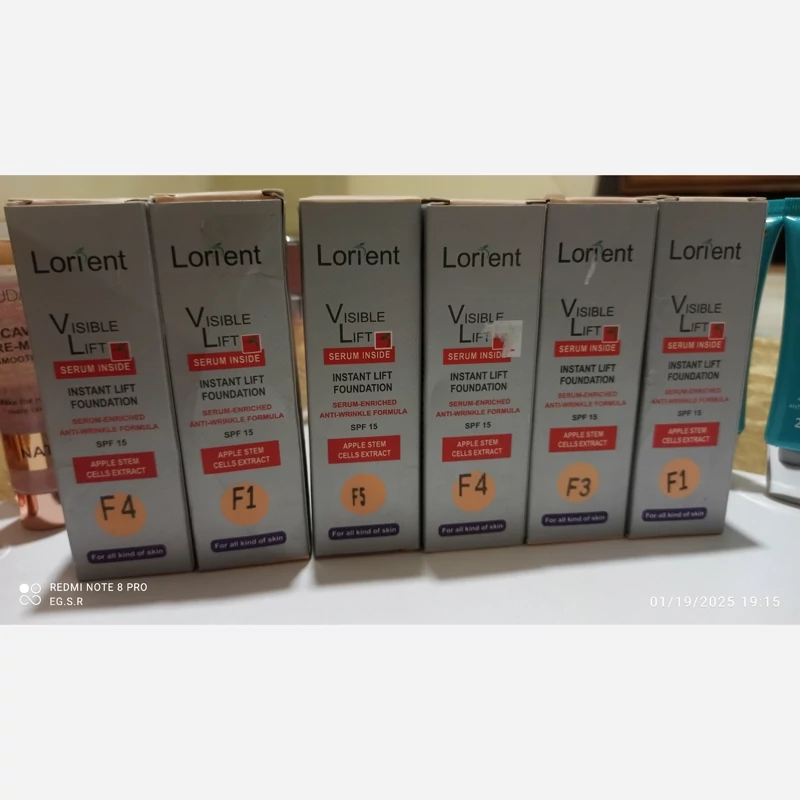 Lorient
VISIBLE
LIFT
SERUM INSIDE
INSTANT LIFT
FOUNDATION
SERUM-ENRICHED
ANTI-WRINKLE FORMULA
SPF 15
APPLE STEM
CELLS EXTRACT
F4
For all kind of skin
Lorient
VISIBLE
LIFT
SERUM INSIDE
INSTANT LIFT
FOUNDATION
SERUM-ENRICHED
ANTI-WRINKLE FORMULA
SPF 15
APPLE STEM
CELLS EXTRACT
F1
For all kind of skin
Lorient
VISIBLE
LIFT
SERUM INSIDE
INSTANT LIFT
FOUNDATION
SERUM-ENRICHED
ANTI-WRINKLE FORMULA
SPF 15
APPLE STEM
CELLS EXTRACT
F5
For all kind of skin
Lorient
VISIBLE
LIFT
SERUM INSIDE
INSTANT LIFT
FOUNDATION
SERUM-ENRICHED
ANTI-WRINKLE FORMULA
SPF 15
APPLE STEM
CELLS EXTRACT
F4
For all kind of skin
Lorient
VISIBLE
LIFT
SERUM INSIDE
INSTANT LIFT
FOUNDATION
SERUM-ENRICHED
ANTI-WRINKLE FORMULA
SPF 15
APPLE STEM
CELLS EXTRACT
F3
For all kind of skin
Lorient
VISIBLE
LIFT
SERUM INSIDE
INSTANT LIFT
FOUNDATION
SERUM-ENRICHED
ANTI-WRINKLE FORMULA
SPF 15
APPLE STEM
CELLS EXTRACT
F1
For all kind of skin
REDMI NOTE 8 PRO
EG.S.R
01/19/2025 19:15